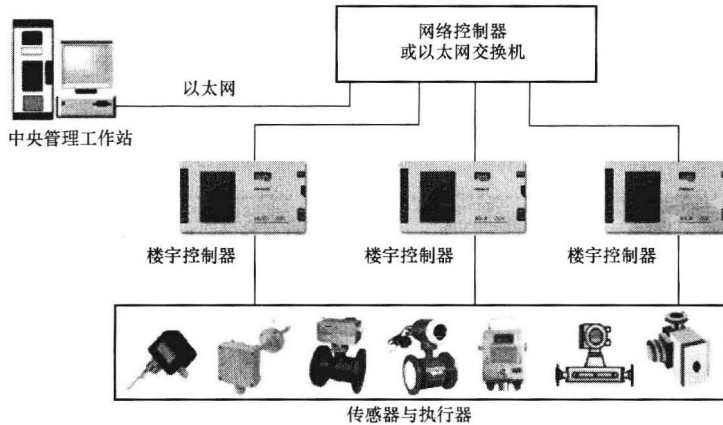 网络控制器
或以太网交换机
以太网
中央管理工作站
楼宇控制器
楼宇控制器
楼宇控制器
传感器与执行器